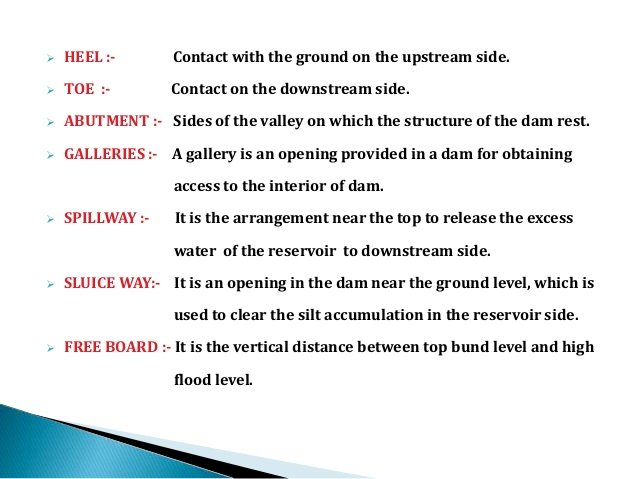 HEEL :- Contact with the ground on the upstream side.
TOE :- Contact on the downstream side.
ABUTMENT :- Sides of the valley on which the structure of the dam rest.
GALLERIES :- A gallery is an opening provided in a dam for obtaining
access to the interior of dam.
SPILLWAY :- It is the arrangement near the top to release the excess
water of the reservoir to downstream side.
SLUICE WAY:- It is an opening in the dam near the ground level, which is
used to clear the silt accumulation in the reservoir side.
FREE BOARD :- It is the vertical distance between top bund level and high
flood level.